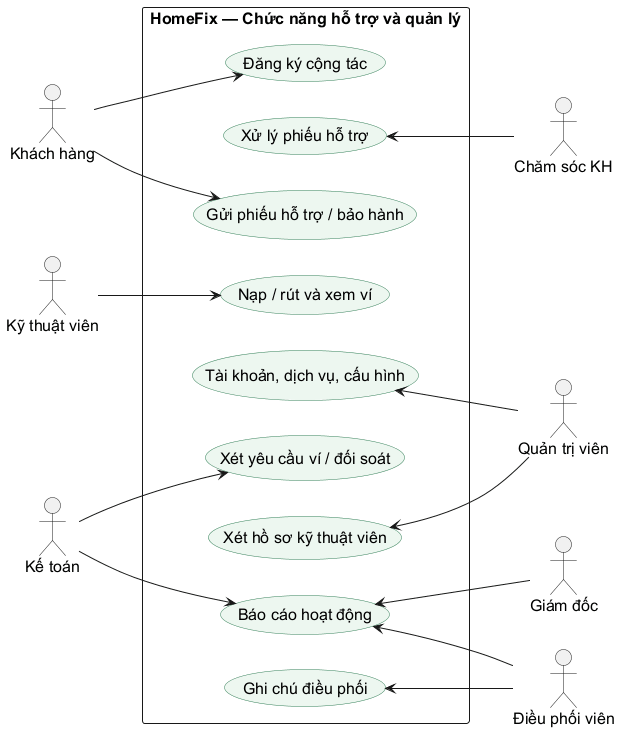 HomeFix — Chức năng hỗ trợ và quản lý
Đăng ký cộng tác
Khách hàng
Xử lý phiếu hỗ trợ
Chăm sóc KH
Gửi phiếu hỗ trợ / bảo hành
Kỹ thuật viên
Nạp / rút và xem ví
Tài khoản, dịch vụ, cấu hình
Quản trị viên
Xét yêu cầu ví / đối soát
Xét hồ sơ kỹ thuật viên
Kế toán
Báo cáo hoạt động
Giám đốc
Ghi chú điều phối
Điều phối viên